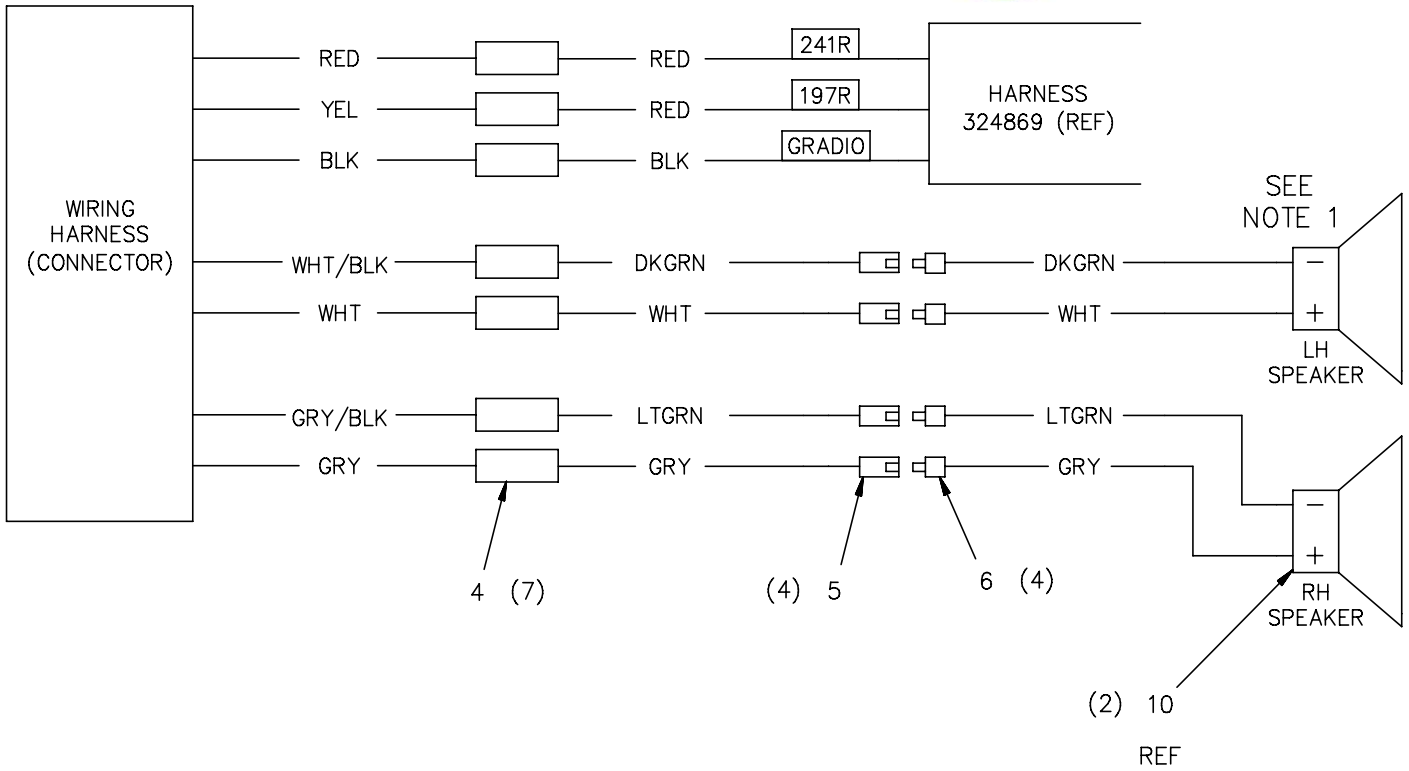 RED RED 241R
YEL RED 197R
BLK BLK GRADIO
HARNESS
324869 (REF)
WIRING
HARNESS
(CONNECTOR)
SEE
NOTE 1
WHT/BLK DKGRN DKGRN −
WHT WHT WHT +
LH
SPEAKER
GRY/BLK LTGRN LTGRN
GRY GRY GRY
−
+
RH
SPEAKER
4 (7)
(4) 5
6 (4)
(2) 10
REF